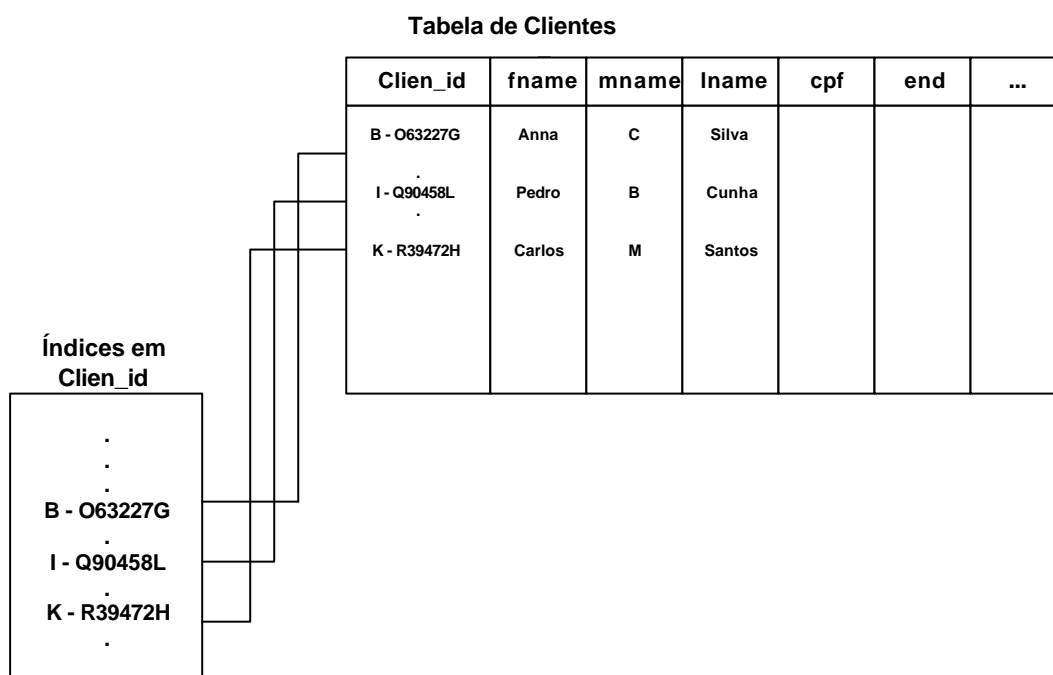 Tabela de Clientes
Clien_id fname mname lname cpf end ...
B - O63227G Anna C Silva
.
I - Q90458L Pedro B Cunha
.
K - R39472H Carlos M Santos
Índices em
Clien_id
.
.
.
B - O63227G
.
I - Q90458L
.
K - R39472H
.